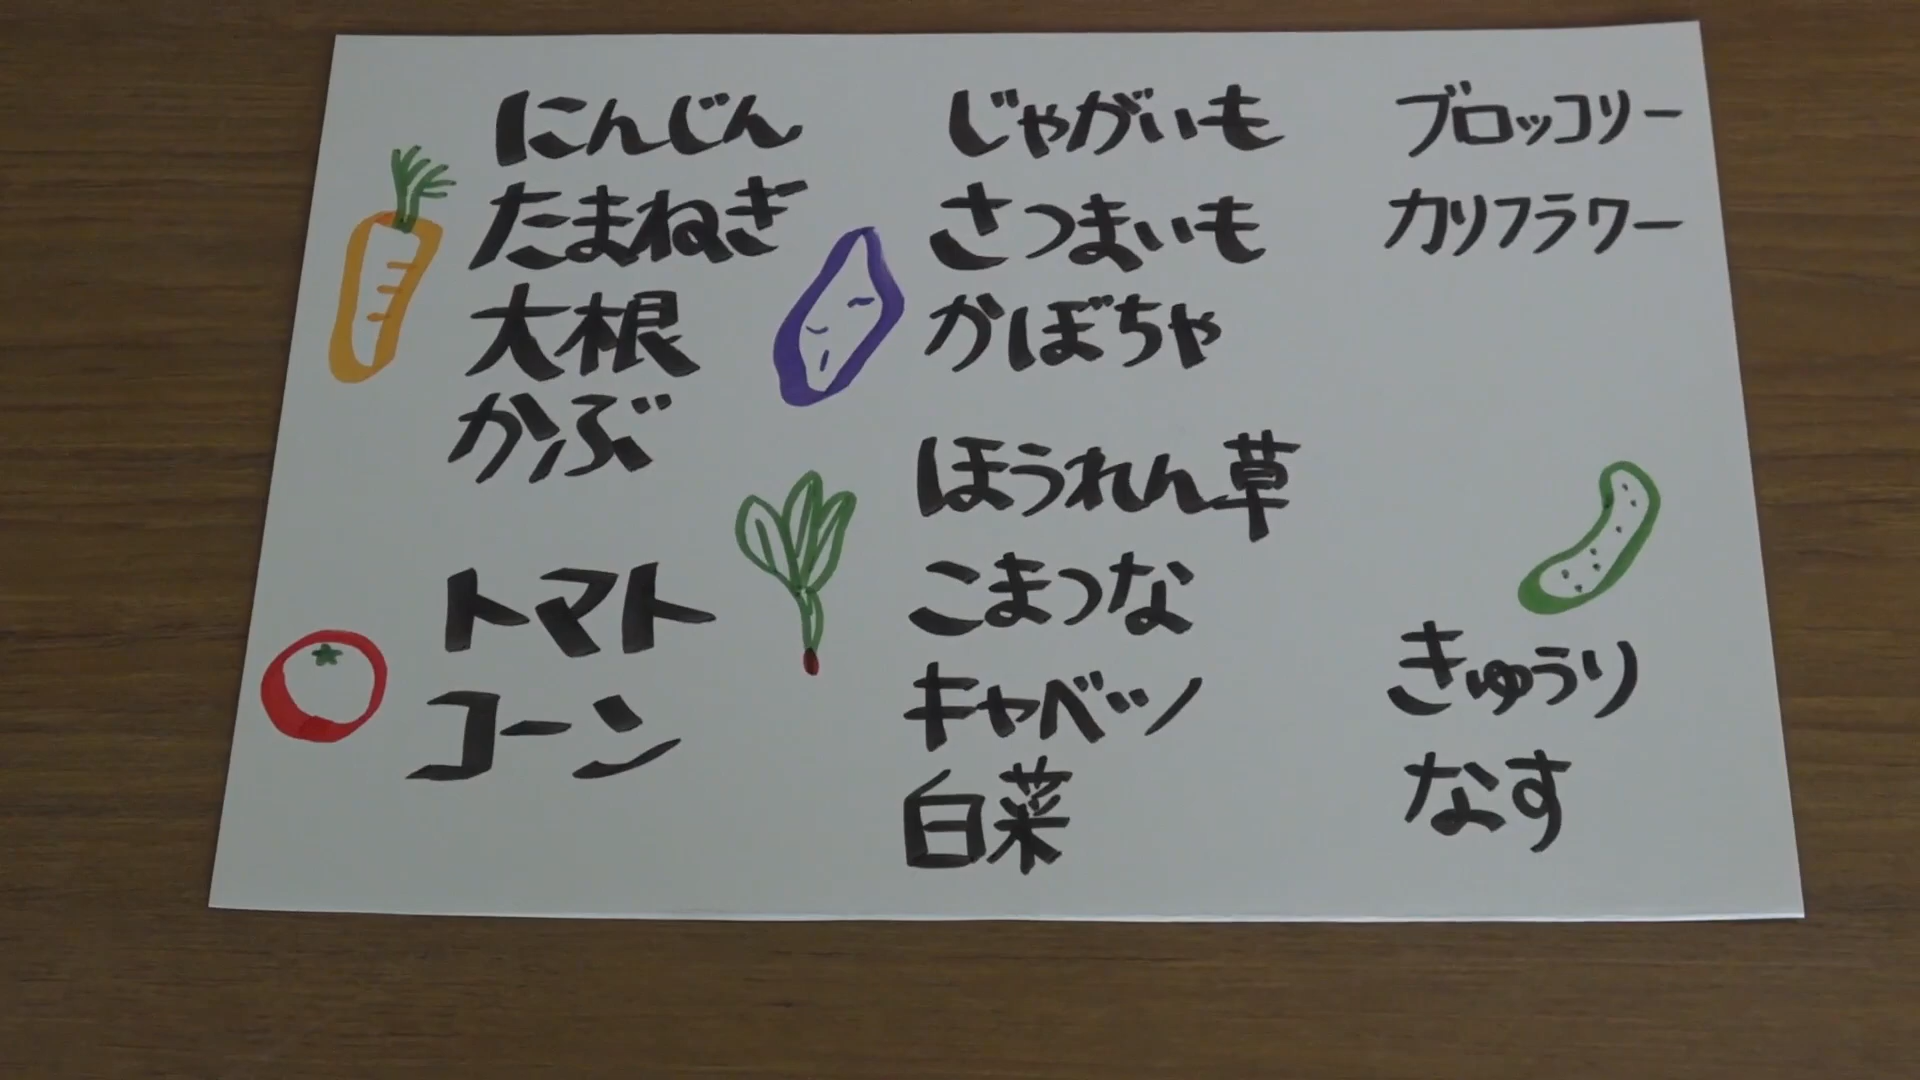 にんじん
たまねぎ
大根
かぶ
トマト
コーン
じゃがいも
さつまいも
かぼちゃ
ほうれん草
こまつな
キャベツ
白菜
ブロッコリー
カリフラワー
きゅうり
なす